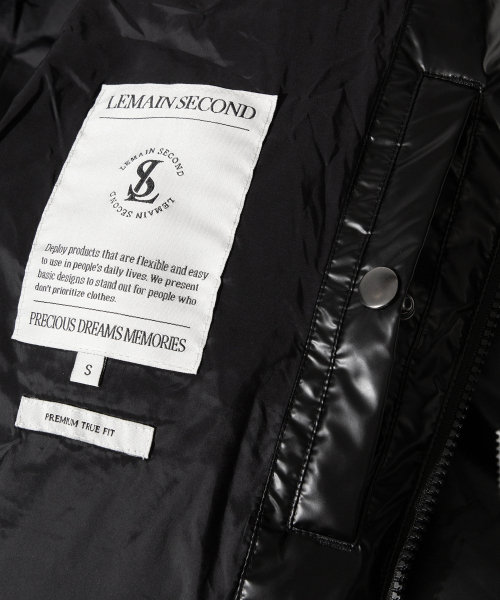 LEMAIN SECOND
LEMAIN SECOND
LS
LEMAIN SECOND
Deploy products that are flexible and easy
to use in people's daily lives. We present
basic designs to stand out for people who
don't prioritize clothes.
PRECIOUS DREAMS MEMORIES
S
PREMIUM TRUE FIT